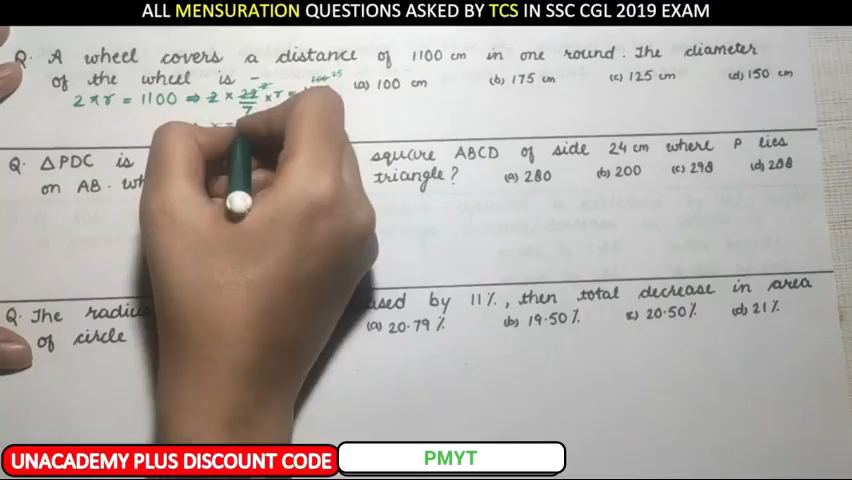 ALL MENSURATION QUESTIONS ASKED BY TCS IN SSC CGL 2019 EXAM
Q. A wheel covers a distance of 1100 cm in one round. The diameter
of the wheel is - (a) 100 cm (b) 175 cm (c) 125 cm (d) 150 cm
2πr = 1100 ⇒ 2 × 22/7 × r =
Q. △PDC is square ABCD of side 24 cm where P lies
on AB. triangle? (a) 280 (b) 200 (c) 298 (d) 288
Q. The by 11%, then total decrease in area
of circle (a) 20.79% (b) 19.50% (c) 20.50% (d) 21%
UNACADEMY PLUS DISCOUNT CODE PMYT